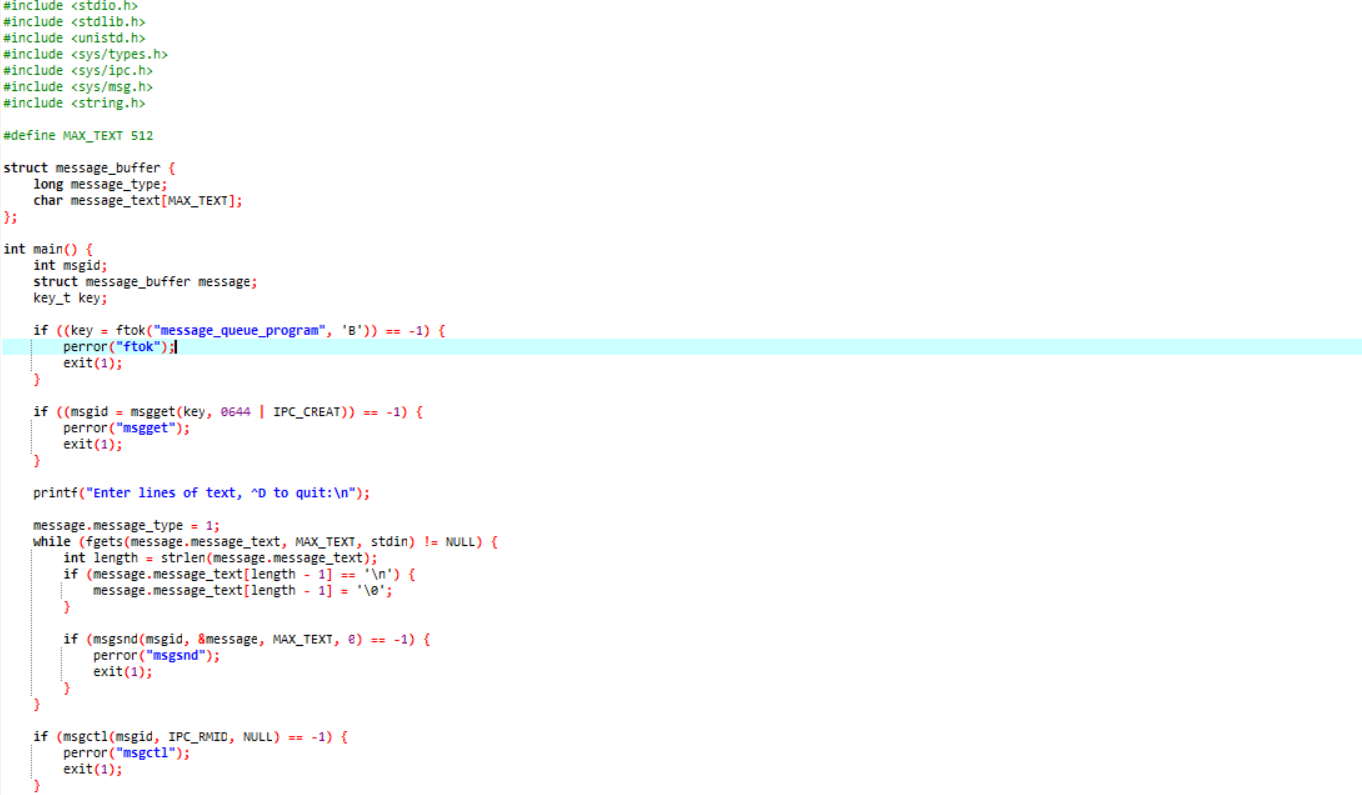 #include <stdio.h>
#include <stdlib.h>
#include <unistd.h>
#include <sys/types.h>
#include <sys/ipc.h>
#include <sys/msg.h>
#include <string.h>

#define MAX_TEXT 512

struct message_buffer {
    long message_type;
    char message_text[MAX_TEXT];
};

int main() {
    int msgid;
    struct message_buffer message;
    key_t key;

    if ((key = ftok("message_queue_program", 'B')) == -1) {
        perror("ftok");
        exit(1);
    }

    if ((msgid = msgget(key, 0644 | IPC_CREAT)) == -1) {
        perror("msgget");
        exit(1);
    }

    printf("Enter lines of text, ^D to quit:\n");

    message.message_type = 1;
    while (fgets(message.message_text, MAX_TEXT, stdin) != NULL) {
        int length = strlen(message.message_text);
        if (message.message_text[length - 1] == '\n') {
            message.message_text[length - 1] = '\0';
        }

        if (msgsnd(msgid, &message, MAX_TEXT, 0) == -1) {
            perror("msgsnd");
            exit(1);
        }
    }

    if (msgctl(msgid, IPC_RMID, NULL) == -1) {
        perror("msgctl");
        exit(1);
    }